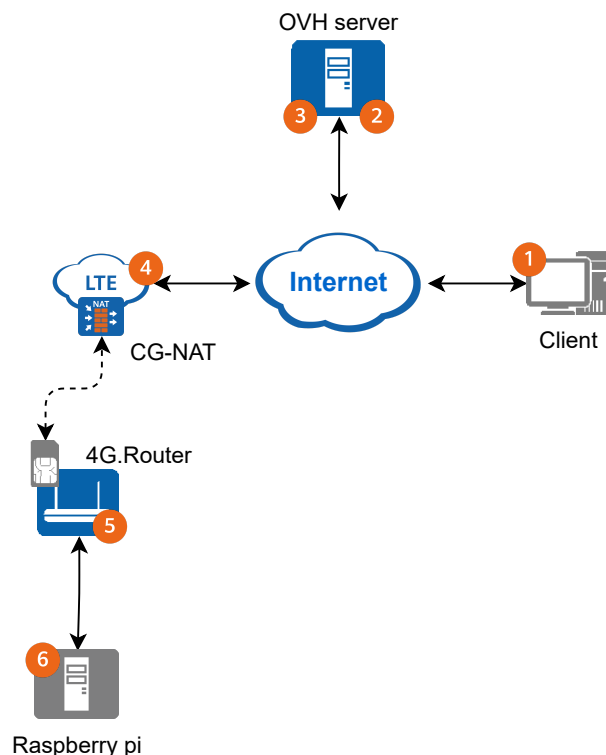 OVH server
3
2
1
4
LTE
NAT
Internet
Client
CG-NAT
4G.Router
5
6
Raspberry pi